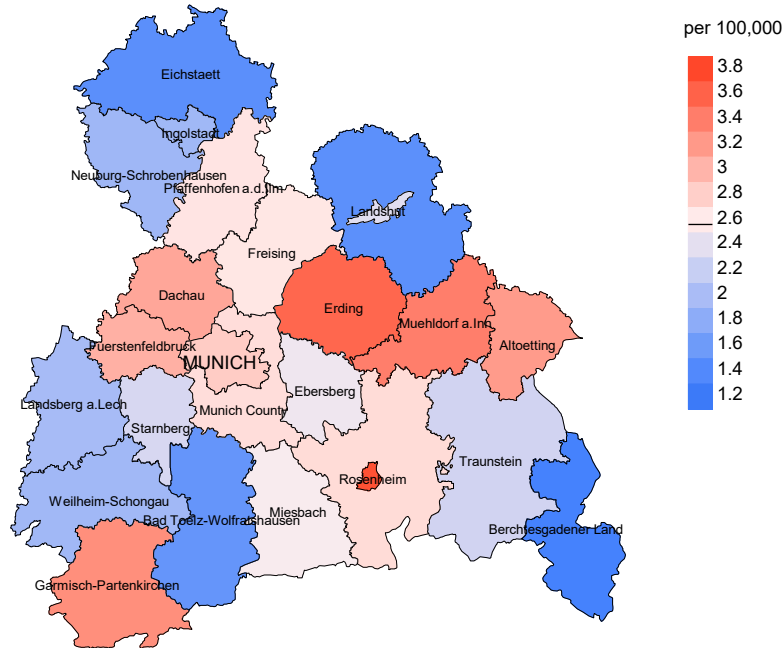 per 100,000
3.8
3.6
3.4
3.2
3
2.8
2.6
2.4
2.2
2
1.8
1.6
1.4
1.2
Eichstaett
Ingolstadt
Neuburg-Schrobenhausen
Pfaffenhofen a.d.Ilm
Landshut
Freising
Dachau
Erding
Muehldorf a.Inn
Fuerstenfeldbruck
Altoetting
MUNICH
Ebersberg
Landsberg a.Lech
Munich County
Starnberg
Traunstein
Rosenheim
Weilheim-Schongau
Miesbach
Bad Toelz-Wolfratshausen
Berchtesgadener Land
Garmisch-Partenkirchen